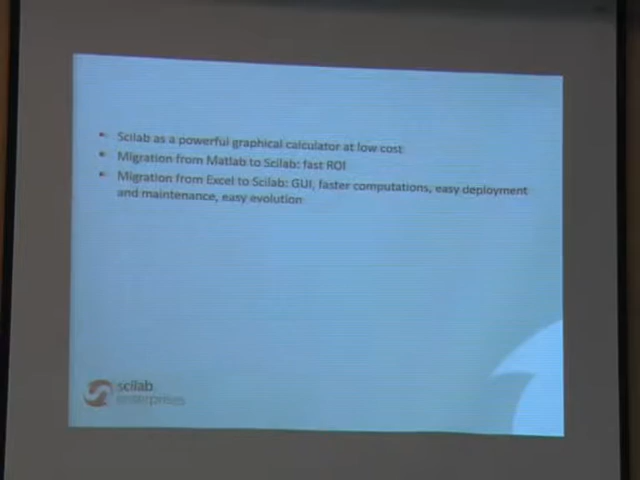 Scilab as a powerful graphical calculator at low cost
Migration from Matlab to Scilab: fast ROI
Migration from Excel to Scilab: GUI, faster computations, easy deployment
and maintenance, easy evolution
scilab
enterprises